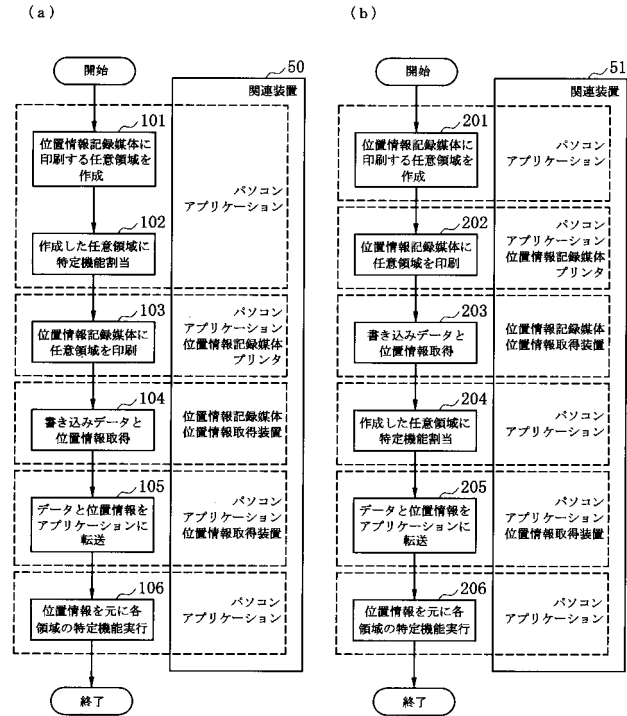 (a)
50
関連装置
開始
101
位置情報記録媒体に
印刷する任意領域を
作成
パソコン
アプリケーション
102
作成した任意領域に
特定機能割当
103
位置情報記録媒体に
任意領域を印刷
パソコン
アプリケーション
位置情報記録媒体
プリンタ
104
書き込みデータと
位置情報取得
位置情報記録媒体
位置情報取得装置
105
データと位置情報を
アプリケーションに
転送
パソコン
アプリケーション
位置情報取得装置
106
位置情報を元に各
領域の特定機能実行
パソコン
アプリケーション
終了
(b)
51
関連装置
開始
201
位置情報記録媒体に
印刷する任意領域を
作成
パソコン
アプリケーション
202
位置情報記録媒体に
任意領域を印刷
パソコン
アプリケーション
位置情報記録媒体
プリンタ
203
書き込みデータと
位置情報取得
位置情報記録媒体
位置情報取得装置
204
作成した任意領域に
特定機能割当
パソコン
アプリケーション
205
データと位置情報を
アプリケーションに
転送
パソコン
アプリケーション
位置情報取得装置
206
位置情報を元に各
領域の特定機能実行
パソコン
アプリケーション
終了